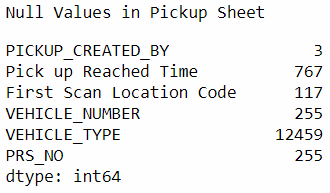 Null Values in Pickup Sheet
PICKUP_CREATED_BY 3
Pick up Reached Time 767
First Scan Location Code 117
VEHICLE_NUMBER 255
VEHICLE_TYPE 12459
PRS_NO 255
dtype: int64